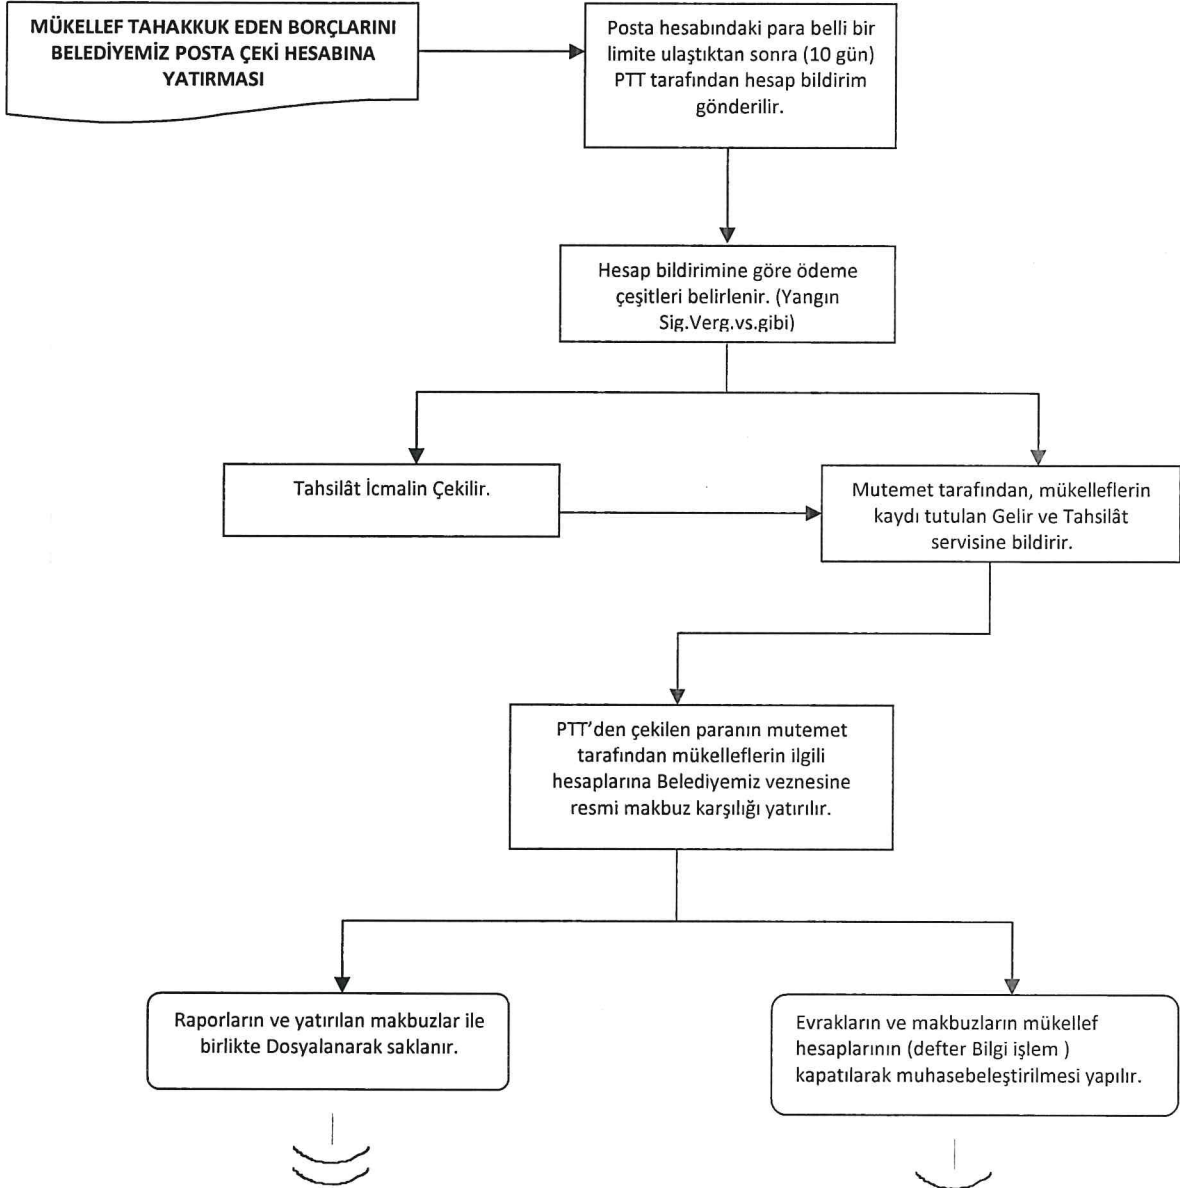 MÜKELLEF TAHAKKUK EDEN BORÇLARINI
BELEDİYEMİZ POSTA ÇEKİ HESABINA
YATIRMASI
Posta hesabındaki para belli bir
limite ulaştıktan sonra (10 gün)
PTT tarafından hesap bildirim
gönderilir.
Hesap bildirimine göre ödeme
çeşitleri belirlenir. (Yangın
Sig.Verg.vs.gibi)
Tahsilât İcmalin Çekilir.
Mutemet tarafından, mükelleflerin
kaydı tutulan Gelir ve Tahsilât
servisine bildirir.
PTT’den çekilen paranın mutemet
tarafından mükelleflerin ilgili
hesaplarına Belediyemiz veznesine
resmi makbuz karşılığı yatırılır.
Raporların ve yatırılan makbuzlar ile
birlikte Dosyalanarak saklanır.
Evrakların ve makbuzların mükellef
hesaplarının (defter Bilgi işlem )
kapatılarak muhasebeleştirilmesi yapılır.